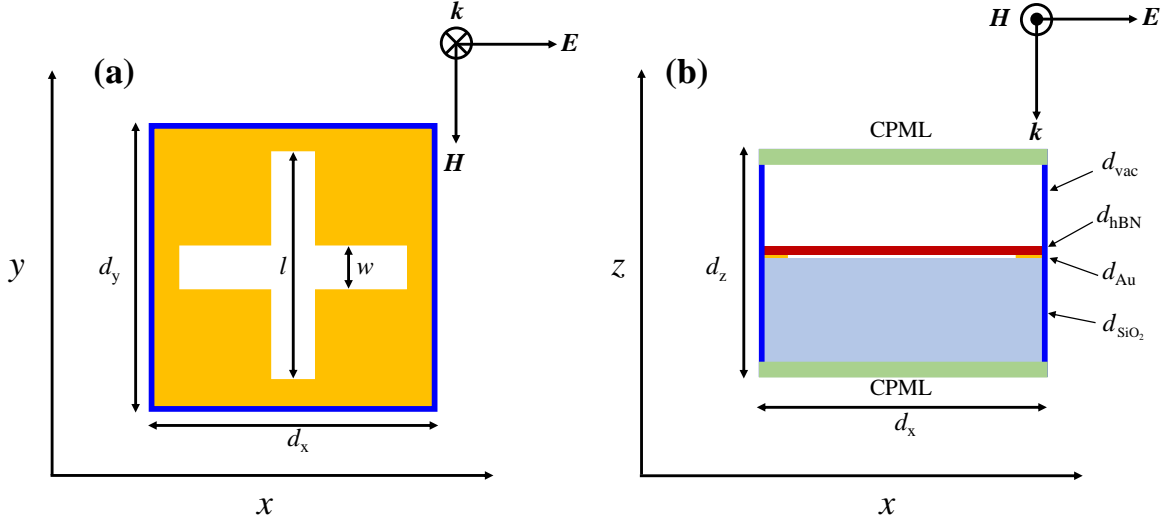 (a)
k
E
H
y
d_y
l
w
d_x
x
(b)
H
E
k
CPML
z
d_z
d_vac
d_hBN
d_Au
d_SiO₂
CPML
d_x
x